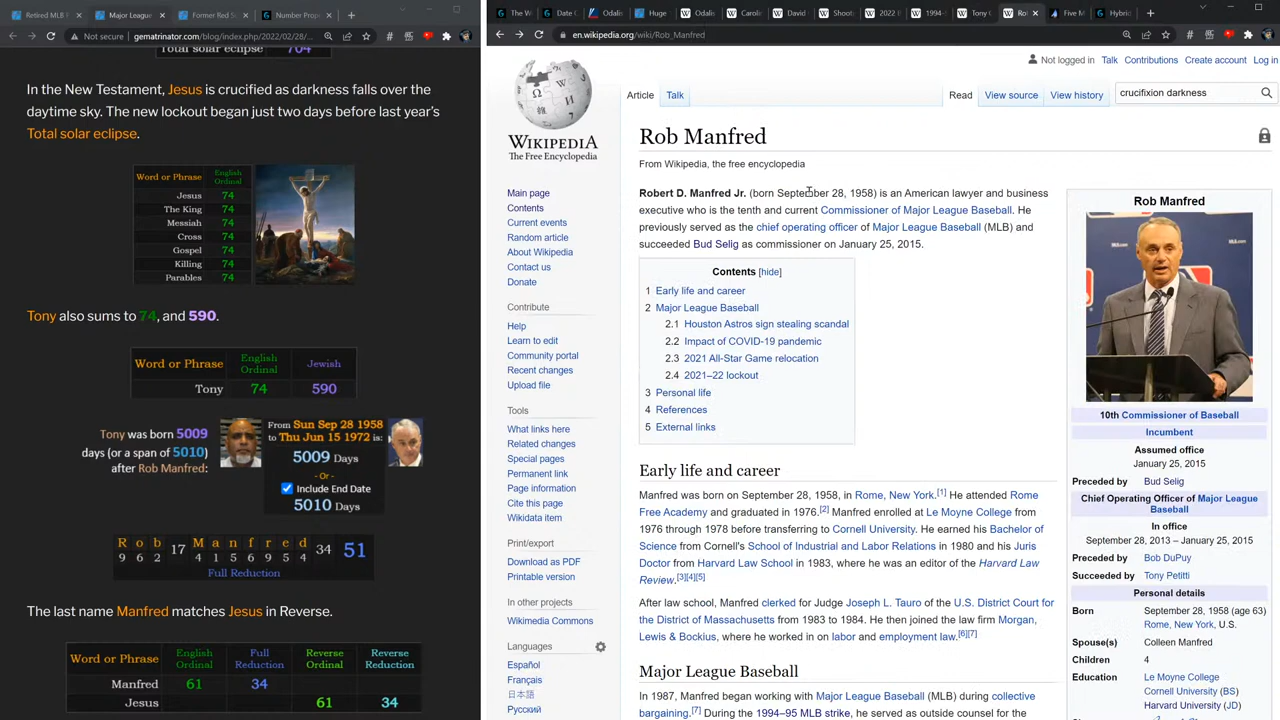 Retired MLB P
Major League
Former Red S
Number Prop
Not secure
gematrinator.com/blog/index.php/2022/02/28/...
Total solar eclipse 704
In the New Testament, Jesus is crucified as darkness falls over the
daytime sky. The new lockout began just two days before last year's
Total solar eclipse.
Word or Phrase English Ordinal
Jesus 74
The King 74
Messiah 74
Cross 74
Gospel 74
Killing 74
Parables 74
Tony also sums to 74, and 590.
Word or Phrase English Ordinal Jewish
Tony 74 590
Tony was born 5009
days (or a span of 5010)
after Rob Manfred:
From Sun Sep 28 1958
to Thu Jun 15 1972 is:
5009 Days
- Or -
Include End Date
5010 Days
R o b 17 M a n f r e d 34 51
9 6 2 4 1 5 6 9 5 4
Full Reduction
The last name Manfred matches Jesus in Reverse.
Word or Phrase English Ordinal Full Reduction Reverse Ordinal Reverse Reduction
Manfred 61 34
Jesus 61 34
The W
Date C
Odalis
Huge
Odalis
Carolin
David
Shoote
2022 I
1994-
Tony C
Ro
Five M
Hybrid
en.wikipedia.org/wiki/Rob_Manfred
Not logged in Talk Contributions Create account Log in
Article Talk Read View source View history crucifixion darkness
WIKIPEDIA
The Free Encyclopedia
Main page
Contents
Current events
Random article
About Wikipedia
Contact us
Donate
Contribute
Help
Learn to edit
Community portal
Recent changes
Upload file
Tools
What links here
Related changes
Special pages
Permanent link
Page information
Cite this page
Wikidata item
Print/export
Download as PDF
Printable version
In other projects
Wikimedia Commons
Languages
Español
Français
日本語
Русский
Rob Manfred
From Wikipedia, the free encyclopedia
Robert D. Manfred Jr. (born September 28, 1958) is an American lawyer and business
executive who is the tenth and current Commissioner of Major League Baseball. He
previously served as the chief operating officer of Major League Baseball (MLB) and
succeeded Bud Selig as commissioner on January 25, 2015.
Contents [hide]
1 Early life and career
2 Major League Baseball
2.1 Houston Astros sign stealing scandal
2.2 Impact of COVID-19 pandemic
2.3 2021 All-Star Game relocation
2.4 2021–22 lockout
3 Personal life
4 References
5 External links
Early life and career
Manfred was born on September 28, 1958, in Rome, New York.[1] He attended Rome
Free Academy and graduated in 1976.[2] Manfred enrolled at Le Moyne College from
1976 through 1978 before transferring to Cornell University. He earned his Bachelor of
Science from Cornell's School of Industrial and Labor Relations in 1980 and his Juris
Doctor from Harvard Law School in 1983, where he was an editor of the Harvard Law
Review.[3][4][5]
After law school, Manfred clerked for Judge Joseph L. Tauro of the U.S. District Court for
the District of Massachusetts from 1983 to 1984. He then joined the law firm Morgan,
Lewis & Bockius, where he worked in on labor and employment law.[6][7]
Major League Baseball
In 1987, Manfred began working with Major League Baseball (MLB) during collective
bargaining.[7] During the 1994–95 MLB strike, he served as outside counsel for the
Rob Manfred
10th Commissioner of Baseball
Incumbent
Assumed office
January 25, 2015
Preceded by Bud Selig
Chief Operating Officer of Major League
Baseball
In office
September 28, 2013 – January 25, 2015
Preceded by Bob DuPuy
Succeeded by Tony Petitti
Personal details
Born September 28, 1958 (age 63)
Rome, New York, U.S.
Spouse(s) Colleen Manfred
Children 4
Education Le Moyne College
Cornell University (BS)
Harvard University (JD)